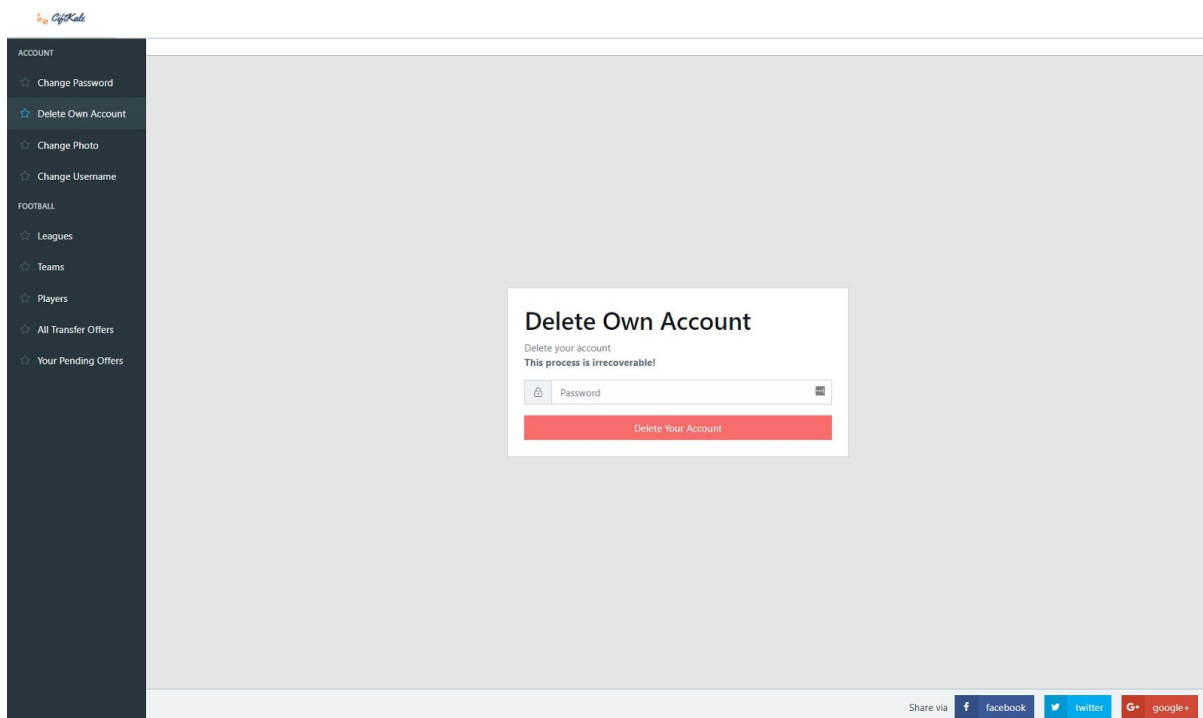 ÇiftKale
ACCOUNT
Change Password
Delete Own Account
Change Photo
Change Username
FOOTBALL
Leagues
Teams
Players
All Transfer Offers
Your Pending Offers
Delete Own Account
Delete your account
This process is irrecoverable!
Password
Delete Your Account
Share via
facebook
twitter
G+ google+